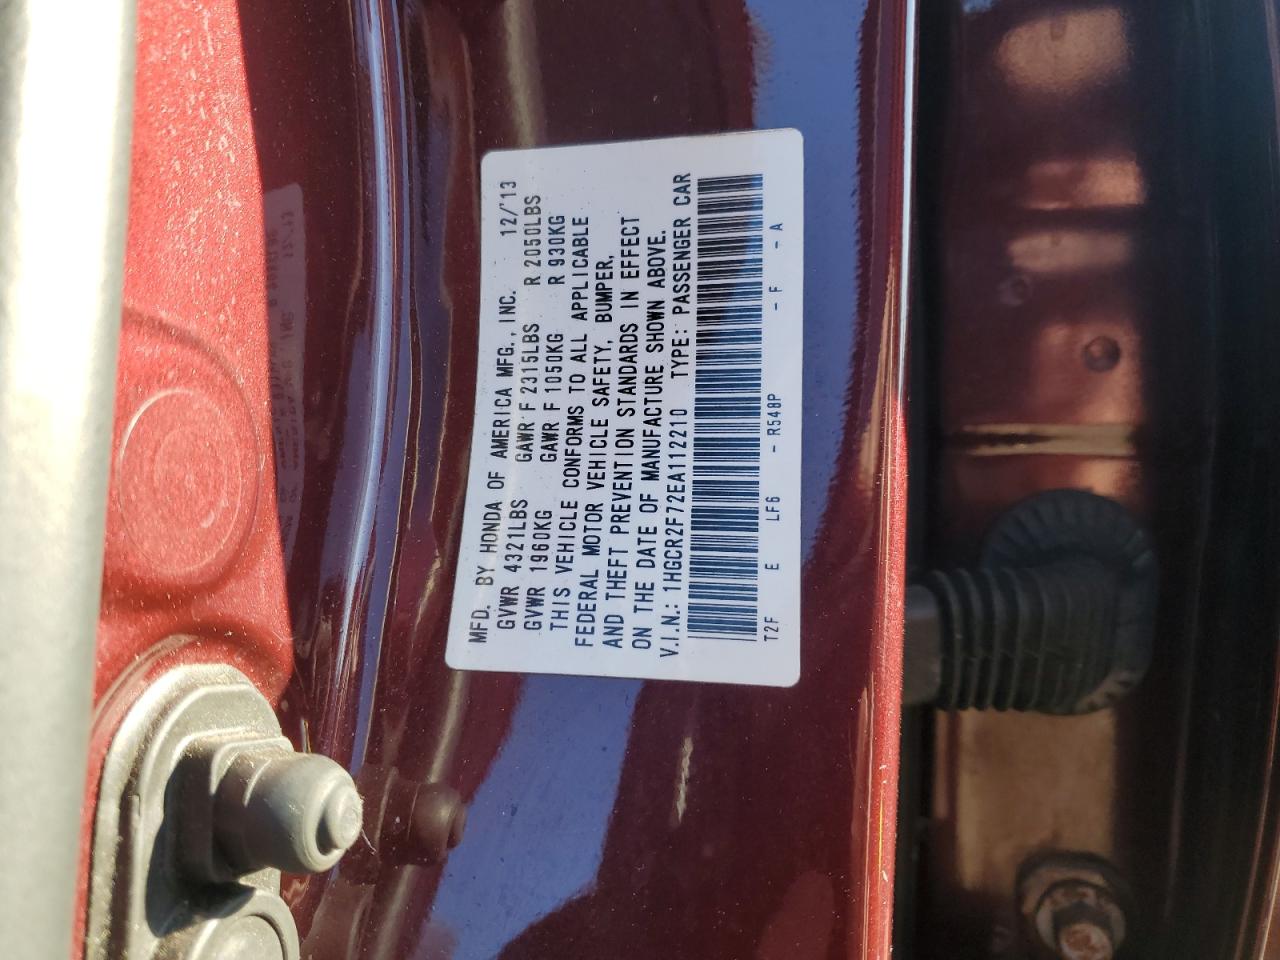 MFD. BY HONDA OF AMERICA MFG., INC. 12/'13
GVWR 4321LBS GAWR F 2315LBS R 2050LBS
GVWR 1960KG GAWR F 1050KG R 930KG
THIS VEHICLE CONFORMS TO ALL APPLICABLE
FEDERAL MOTOR VEHICLE SAFETY, BUMPER,
AND THEFT PREVENTION STANDARDS IN EFFECT
ON THE DATE OF MANUFACTURE SHOWN ABOVE.
V.I.N.: 1HGCR2F72EA112210 TYPE: PASSENGER CAR
T2F E LF6 - R548P - F - A